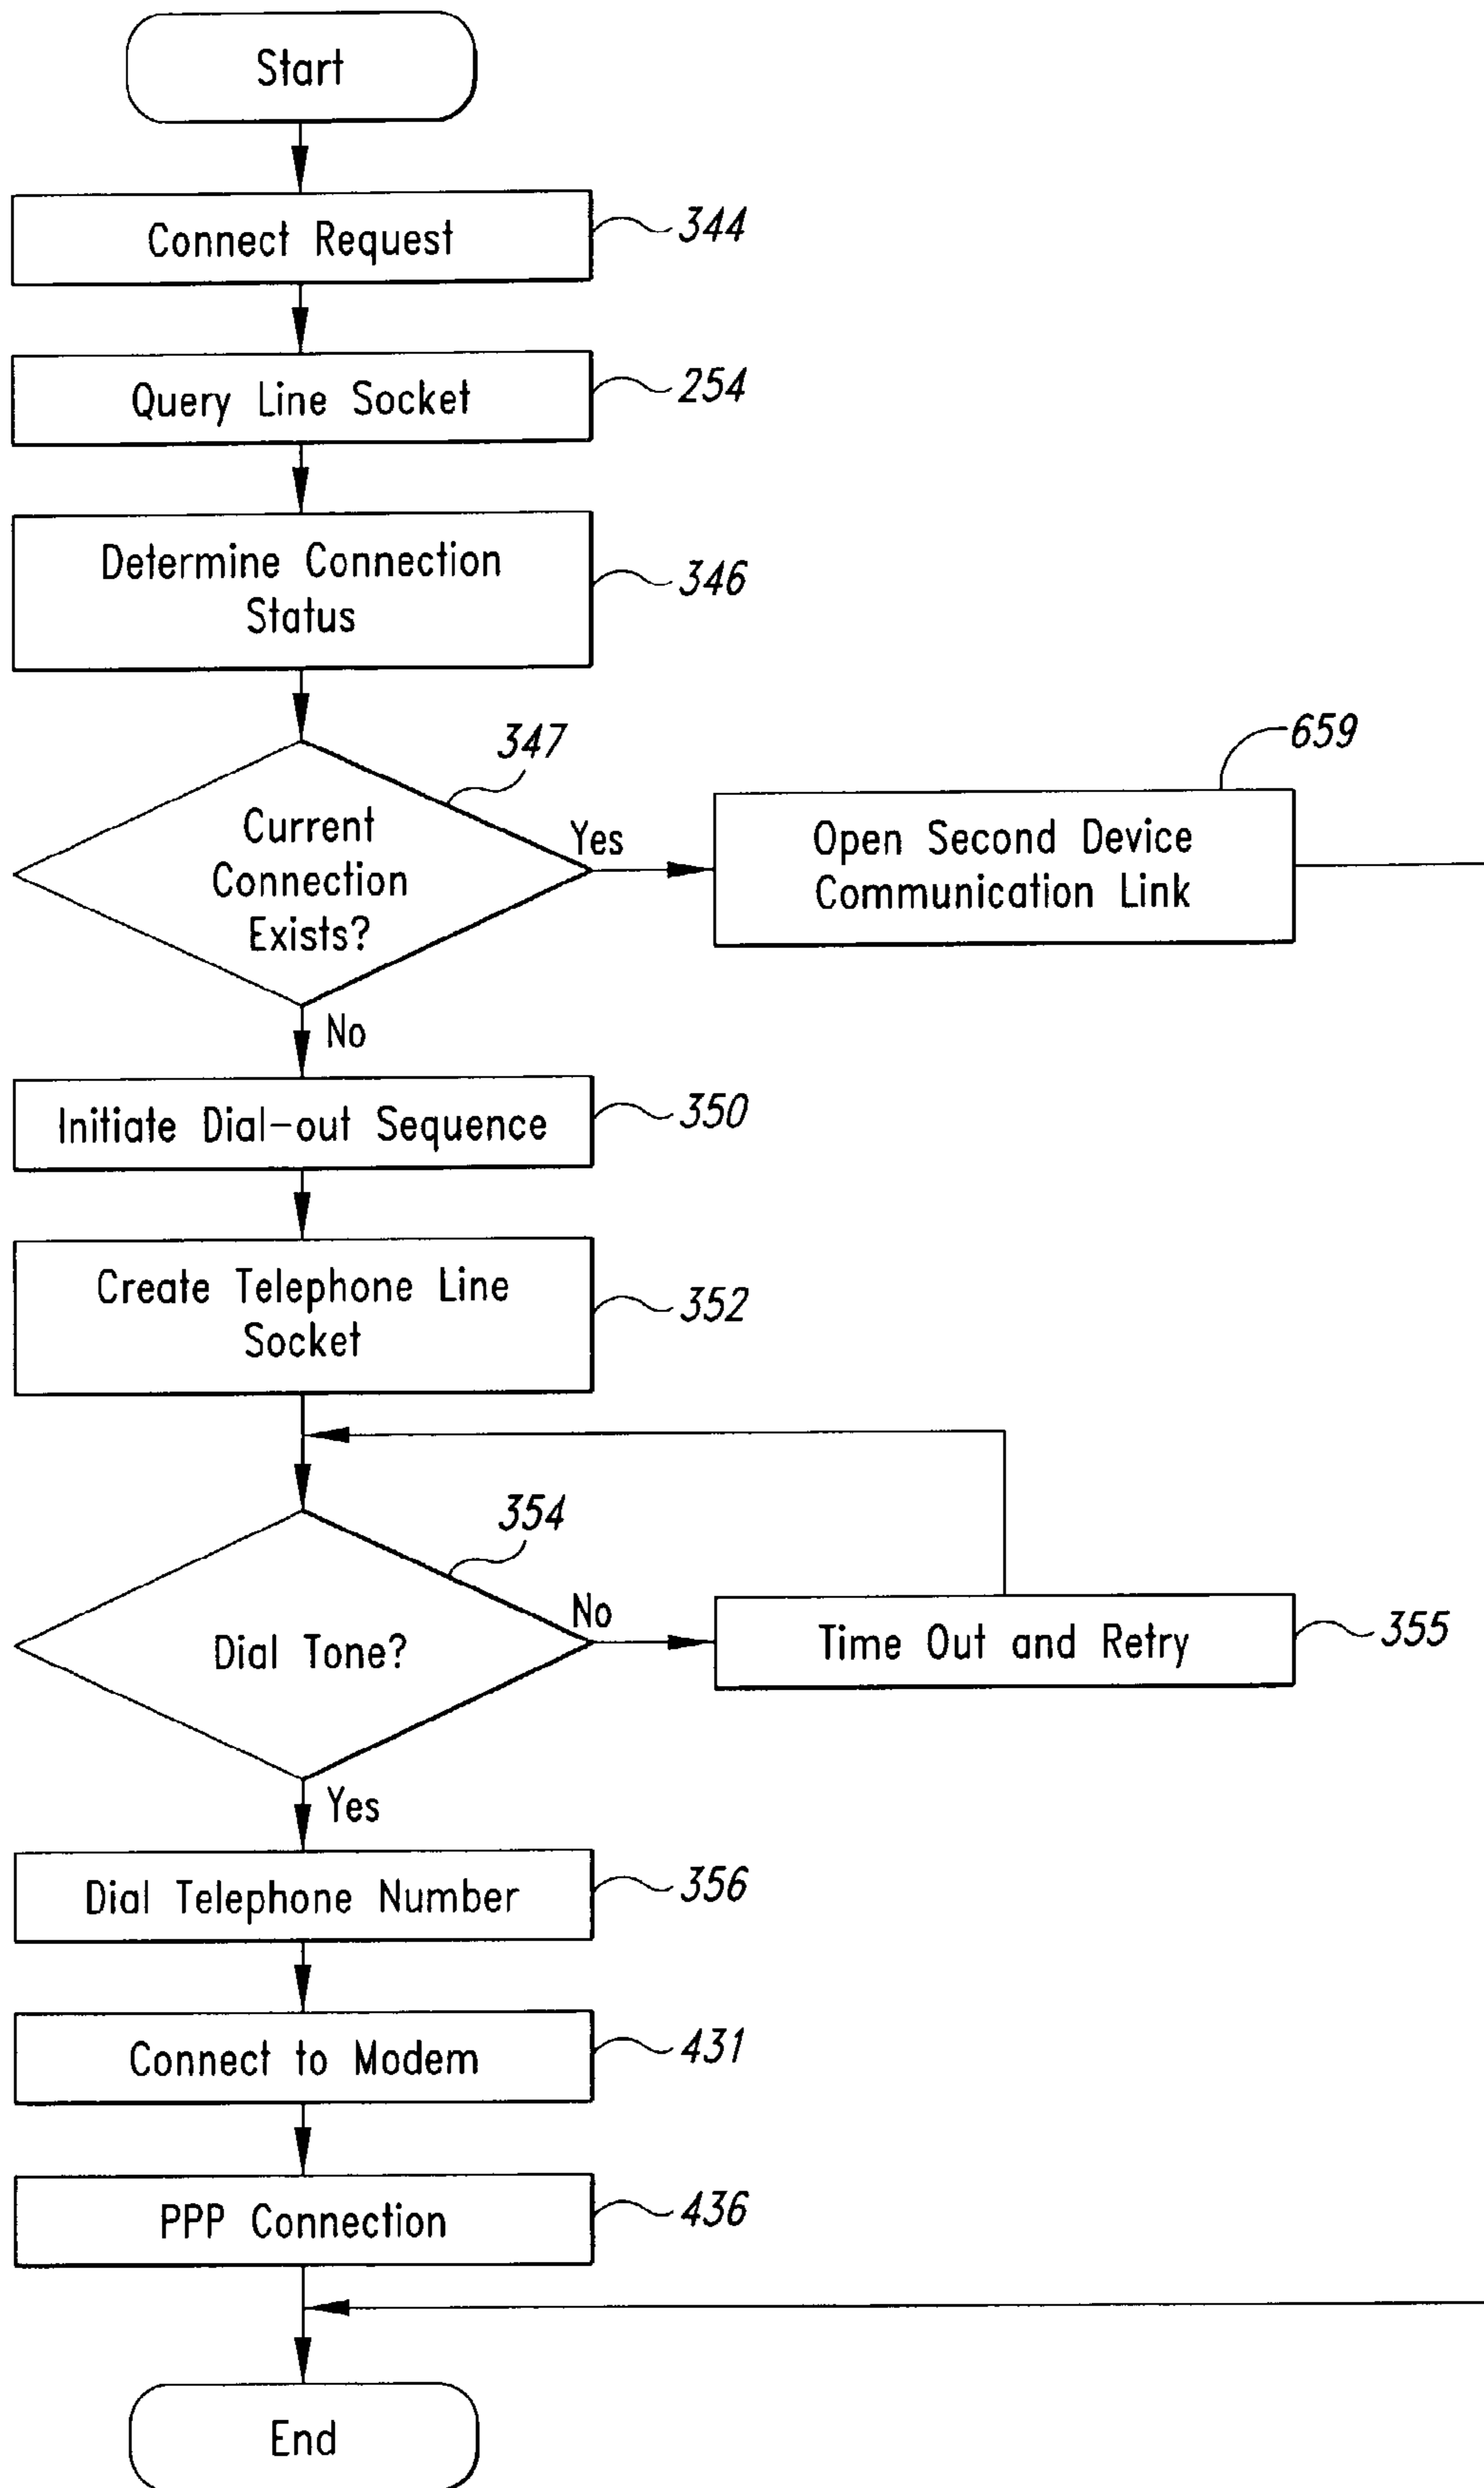 Start
Connect Request
344
Query Line Socket
254
Determine Connection
Status
346
347
Current
Connection
Exists?
Yes
659
Open Second Device
Communication Link
No
Initiate Dial-out Sequence
350
Create Telephone Line
Socket
352
354
Dial Tone?
No
Time Out and Retry
355
Yes
Dial Telephone Number
356
Connect to Modem
431
PPP Connection
436
End